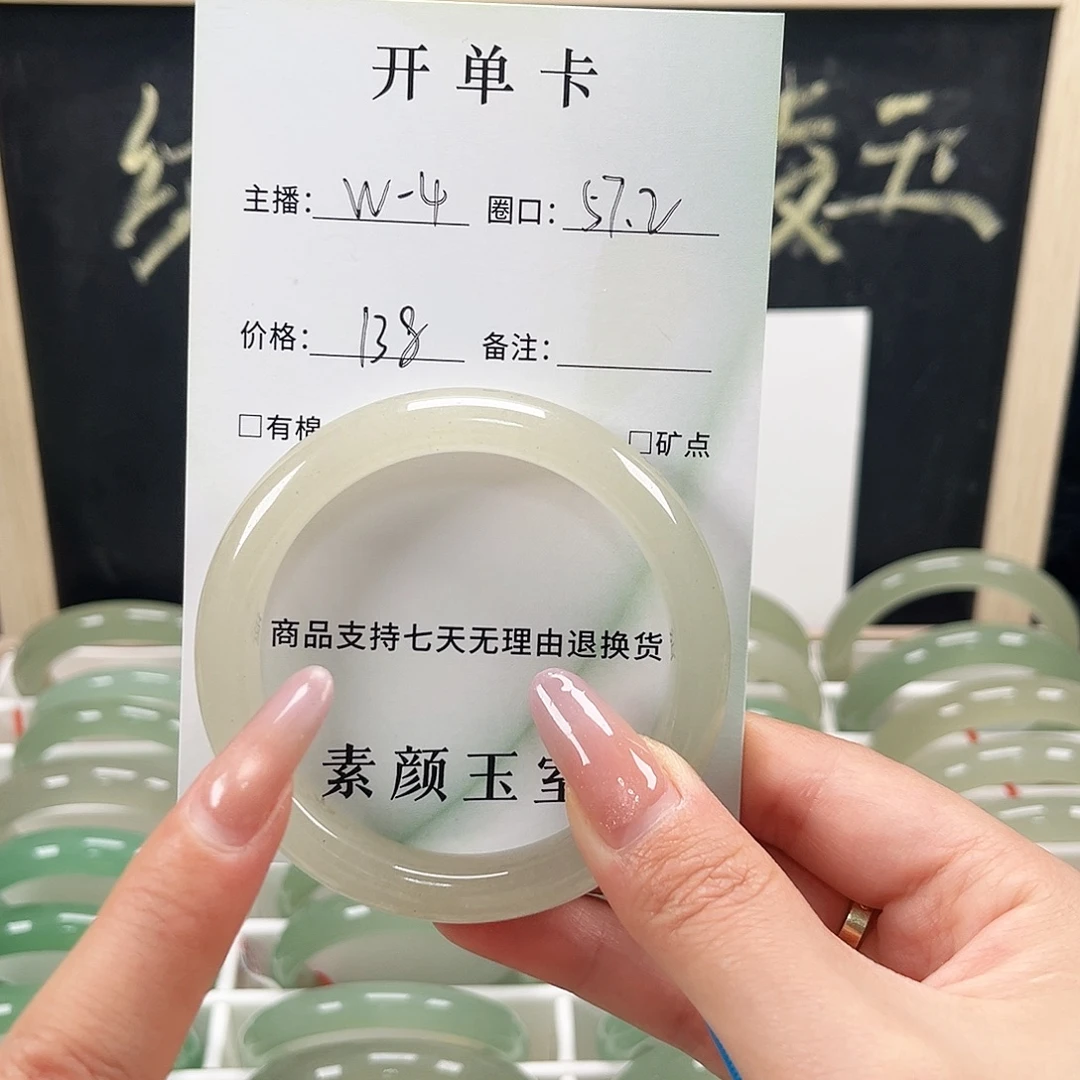 开单卡
主播: W-4 圈口: 57.2
价格: 138 备注:
□有棉 □矿点
商品支持七天无理由退换货
素颜玉室